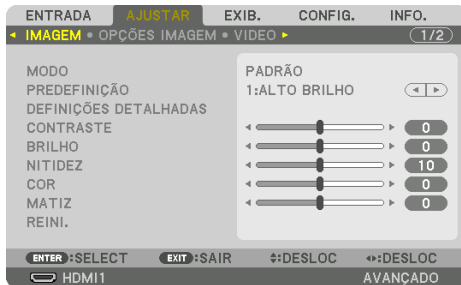 ENTRADA AJUSTAR EXIB. CONFIG. INFO.
IMAGEM • OPÇÕES IMAGEM • VIDEO 1/2
MODO PADRÃO
PREDEFINIÇÃO 1:ALTO BRILHO
DEFINIÇÕES DETALHADAS
CONTRASTE 0
BRILHO 0
NITIDEZ 10
COR 0
MATIZ 0
REINI.
ENTER :SELECT EXIT :SAIR :DESLOC :DESLOC
HDMI1 AVANÇADO